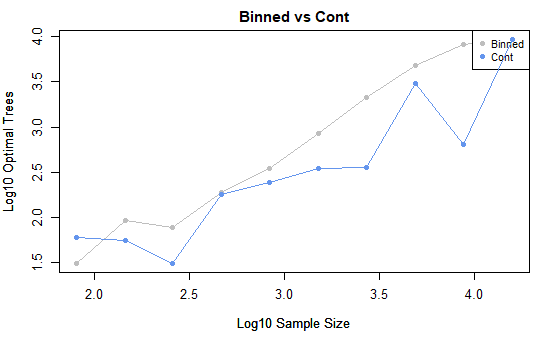 Binned vs Cont
Binned
Cont
Log10 Optimal Trees
4.0
3.5
3.0
2.5
2.0
1.5
2.0 2.5 3.0 3.5 4.0
Log10 Sample Size